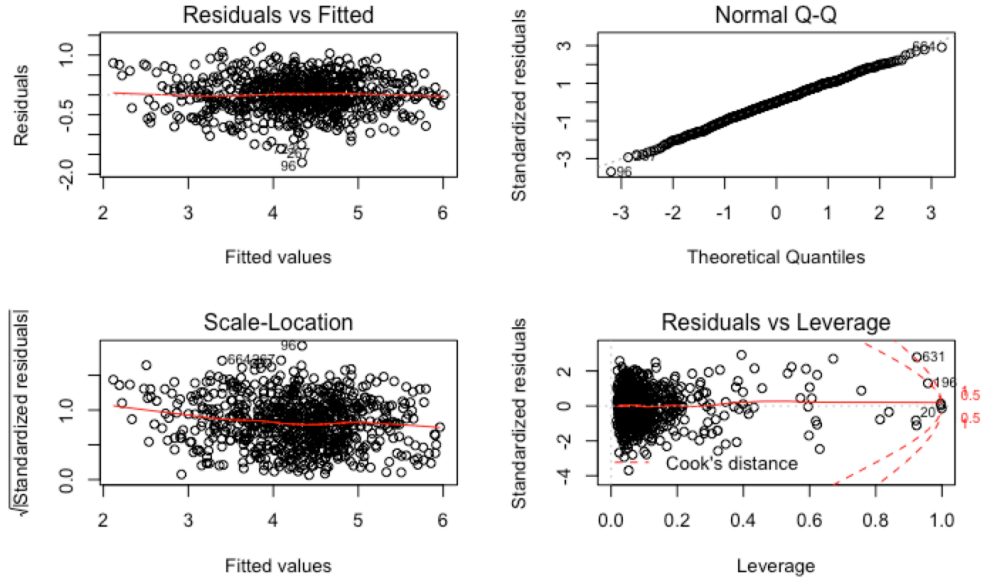 Residuals vs Fitted
Residuals
1.0
-0.5
-2.0
267
96
2 3 4 5 6
Fitted values
Normal Q-Q
Standardized residuals
3
1
-1
-3
664
96
-3 -2 -1 0 1 2 3
Theoretical Quantiles
Scale-Location
√|Standardized residuals|
1.0
0.0
96
664267
2 3 4 5 6
Fitted values
Residuals vs Leverage
Standardized residuals
2
0
-2
-4
631
196
20
0.5
0.5
Cook's distance
0.0 0.2 0.4 0.6 0.8 1.0
Leverage